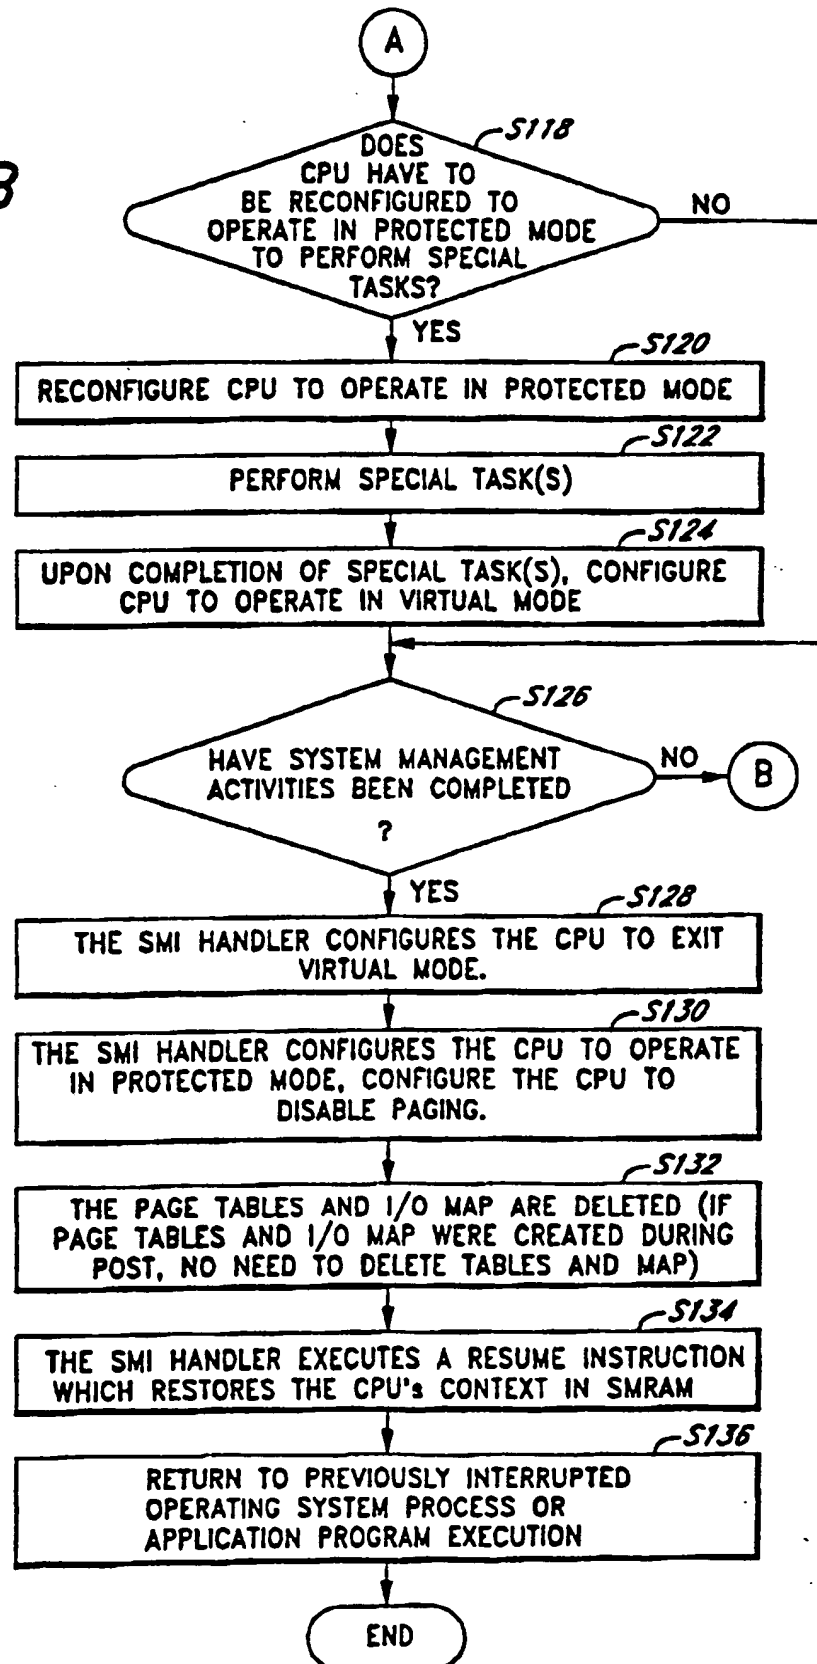 A
S118
B
DOES
CPU HAVE TO
BE RECONFIGURED TO
OPERATE IN PROTECTED MODE
TO PERFORM SPECIAL
TASKS?
NO
YES
S120
RECONFIGURE CPU TO OPERATE IN PROTECTED MODE
S122
PERFORM SPECIAL TASK(S)
S124
UPON COMPLETION OF SPECIAL TASK(S), CONFIGURE
CPU TO OPERATE IN VIRTUAL MODE
S126
HAVE SYSTEM MANAGEMENT
ACTIVITIES BEEN COMPLETED
?
NO
B
YES
S128
THE SMI HANDLER CONFIGURES THE CPU TO EXIT
VIRTUAL MODE.
S130
THE SMI HANDLER CONFIGURES THE CPU TO OPERATE
IN PROTECTED MODE, CONFIGURE THE CPU TO
DISABLE PAGING.
S132
THE PAGE TABLES AND I/O MAP ARE DELETED (IF
PAGE TABLES AND I/O MAP WERE CREATED DURING
POST, NO NEED TO DELETE TABLES AND MAP)
S134
THE SMI HANDLER EXECUTES A RESUME INSTRUCTION
WHICH RESTORES THE CPU's CONTEXT IN SMRAM
S136
RETURN TO PREVIOUSLY INTERRUPTED
OPERATING SYSTEM PROCESS OR
APPLICATION PROGRAM EXECUTION
END